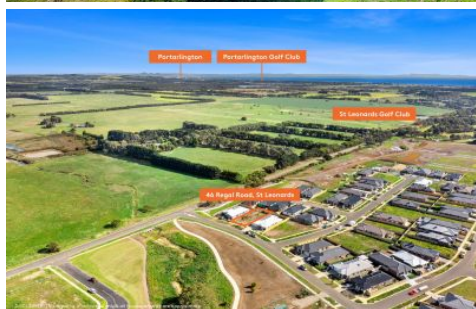 Portarlington
Portarlington Golf Club
St Leonards Golf Club
46 Regal Road, St Leonards